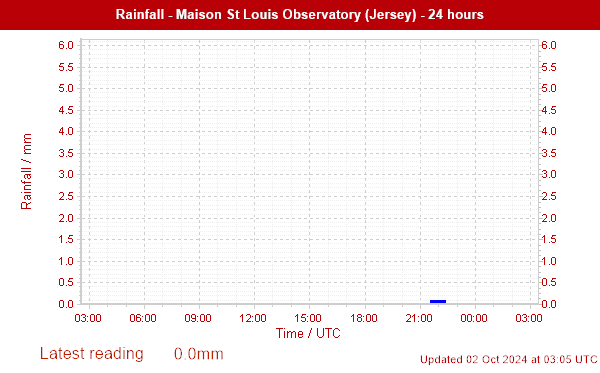 Rainfall - Maison St Louis Observatory (Jersey) - 24 hours
6.0 6.0
5.5 5.5
5.0 5.0
4.5 4.5
4.0 4.0
3.5 3.5
3.0 3.0
2.5 2.5
2.0 2.0
1.5 1.5
1.0 1.0
0.5 0.5
0.0 0.0
Rainfall / mm
03:00 06:00 09:00 12:00 15:00 18:00 21:00 00:00 03:00
Time / UTC
Latest reading 0.0mm
Updated 02 Oct 2024 at 03:05 UTC